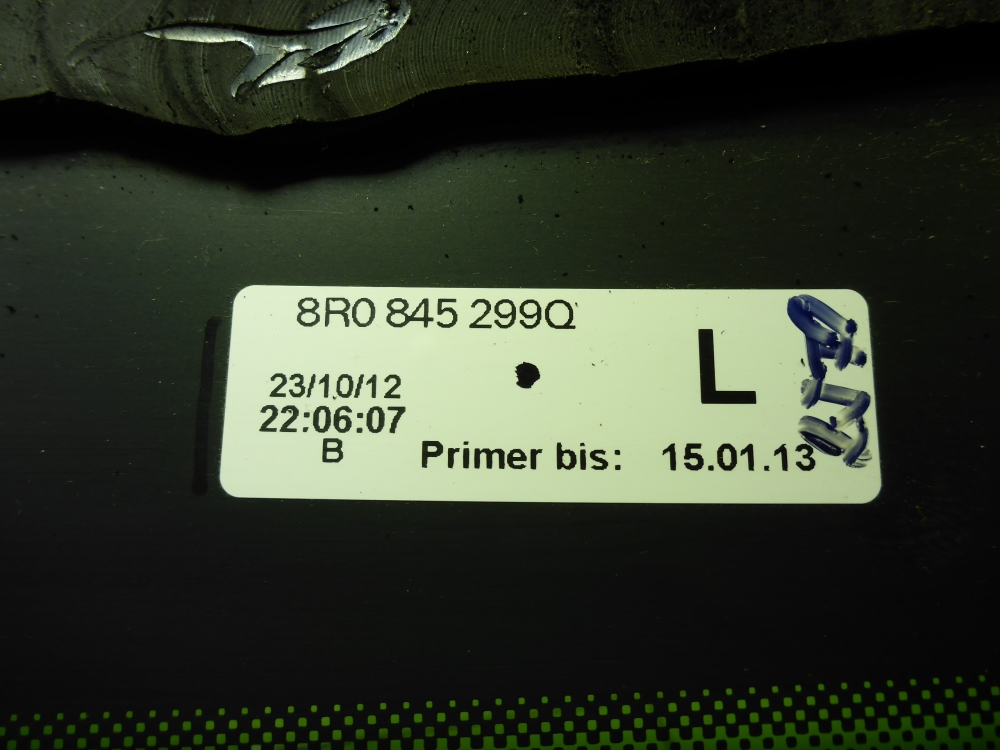 8R0 845 299Q
L
23/10/12
22:06:07
B
Primer bis: 15.01.13